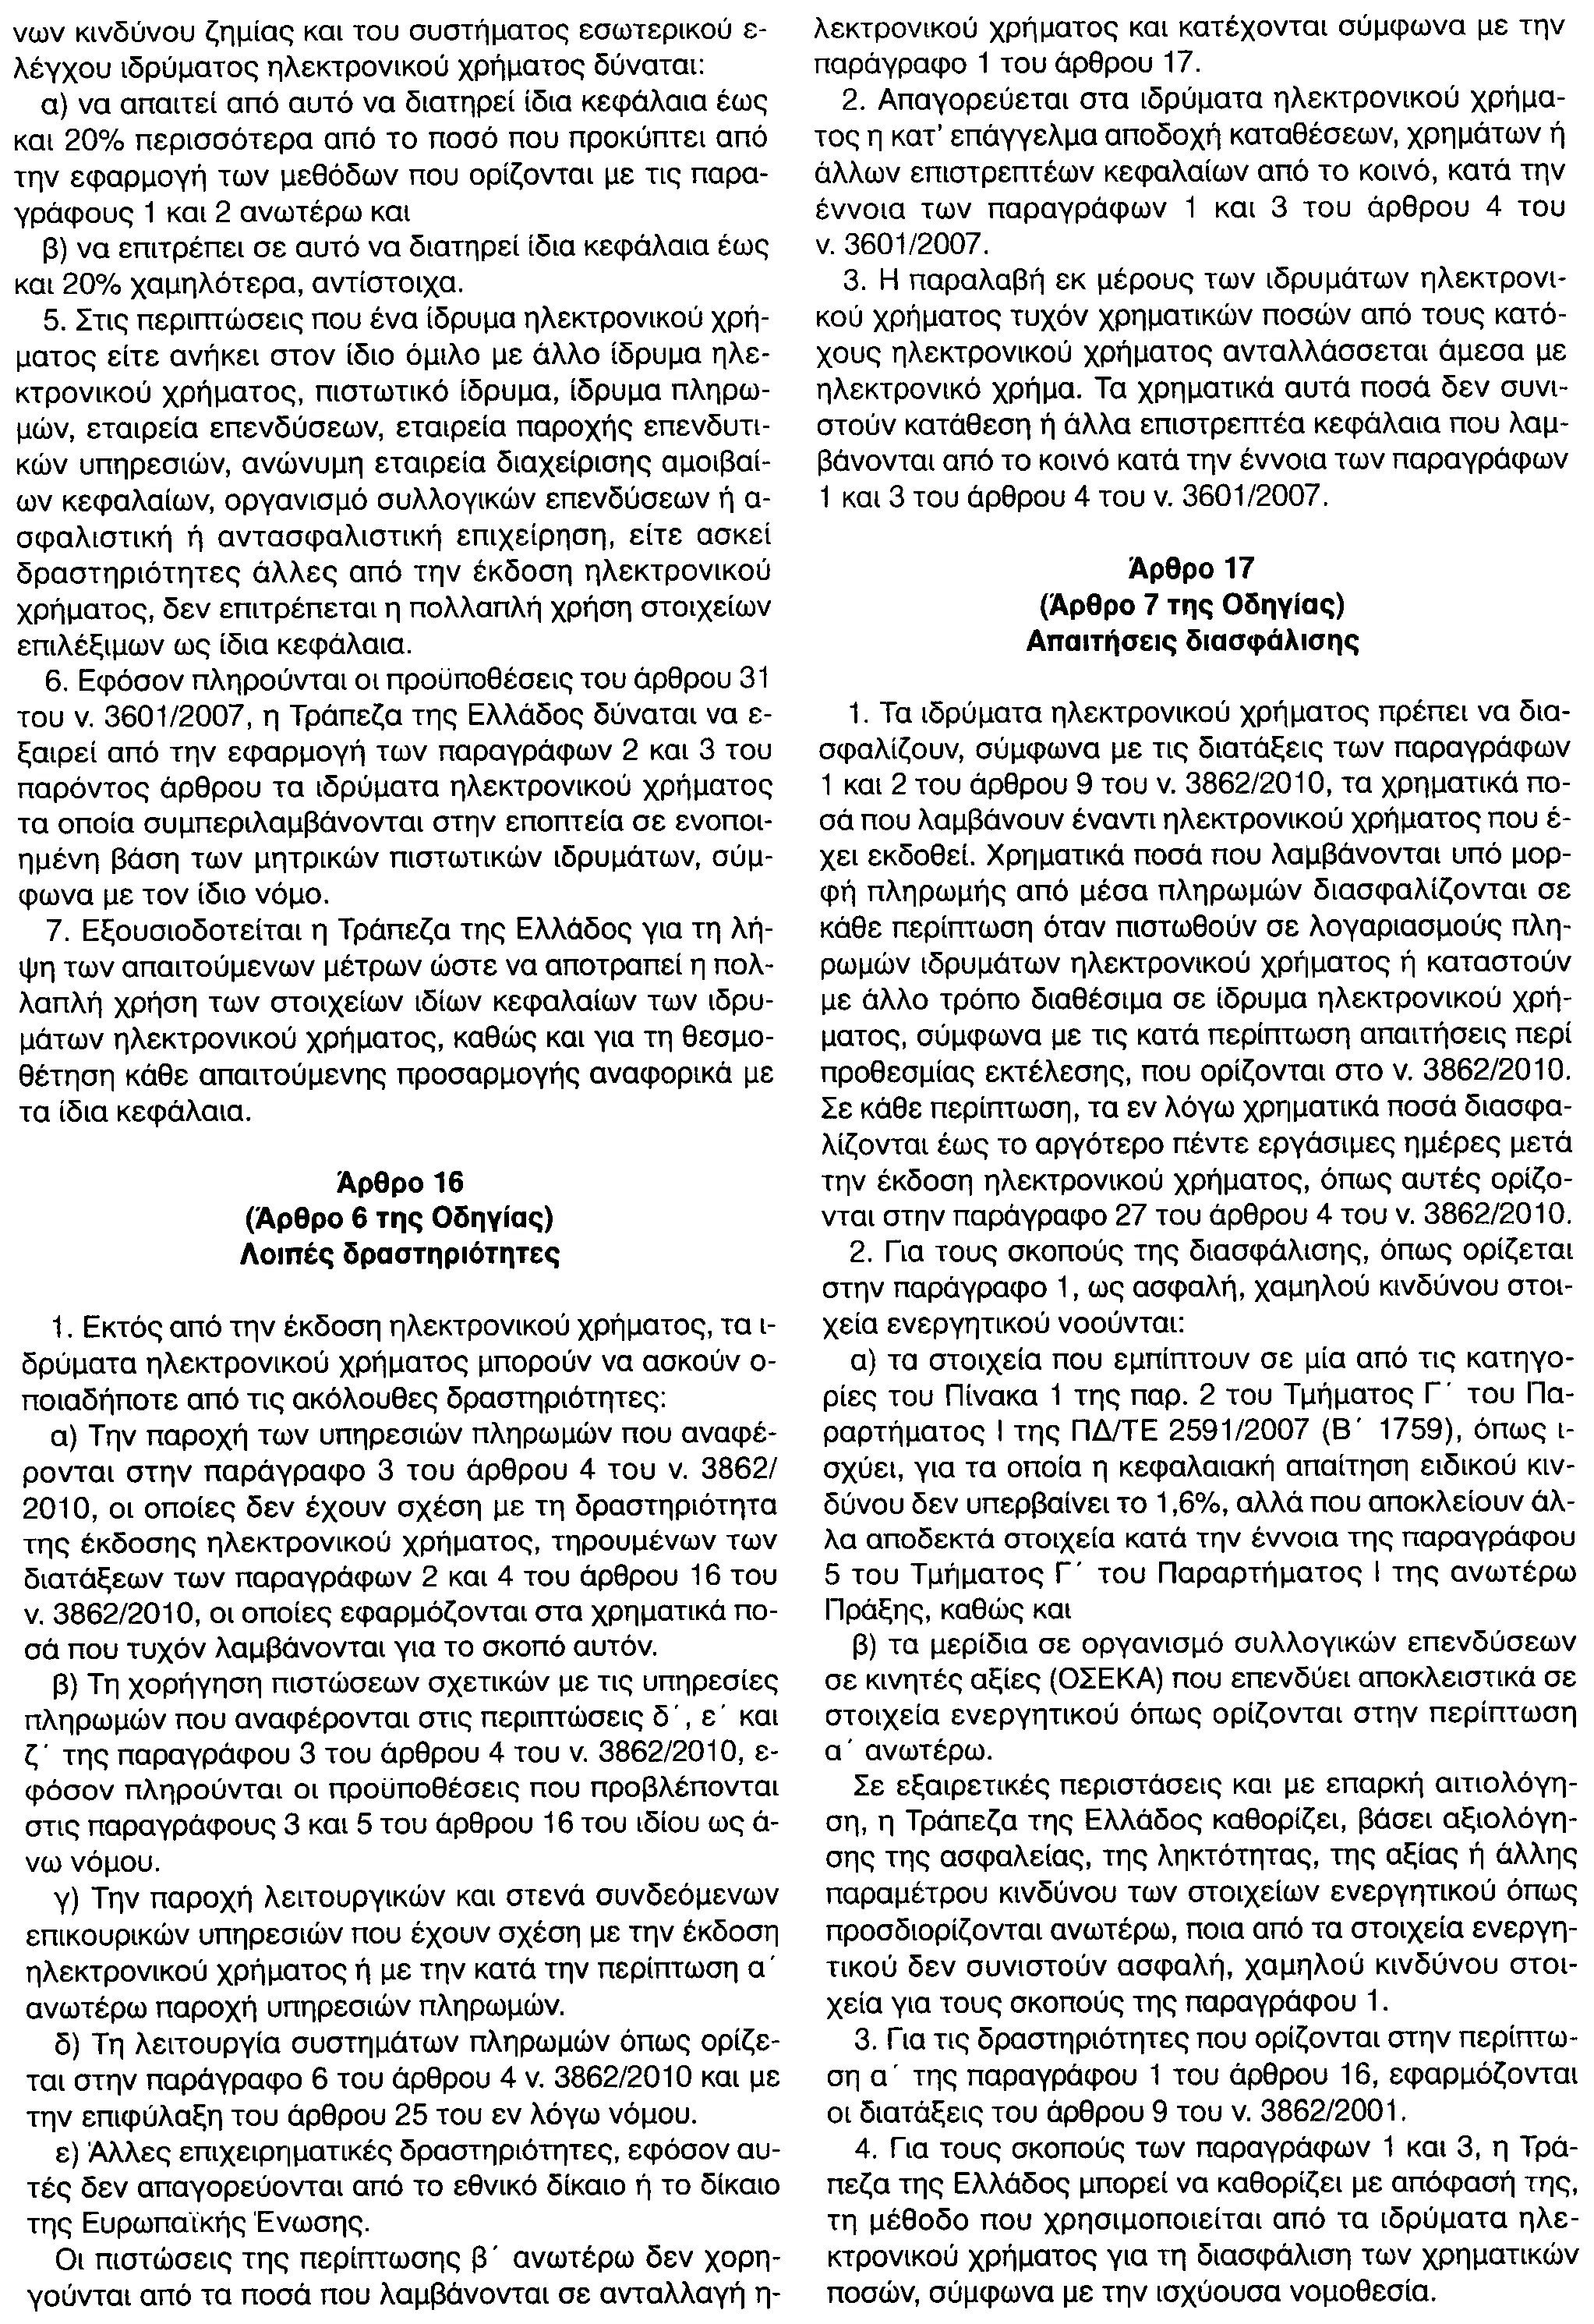 νων κινδύνου ζημίας και του συστήματος εσωτερικού ε-
λέγχου ιδρύματος ηλεκτρονικού χρήματος δύναται:
α) να απαιτεί από αυτό να διατηρεί ίδια κεφάλαια έως
και 20% περισσότερα από το ποσό που προκύπτει από
την εφαρμογή των μεθόδων που ορίζονται με τις παρα-
γράφους 1 και 2 ανωτέρω και
β) να επιτρέπει σε αυτό να διατηρεί ίδια κεφάλαια έως
και 20% χαμηλότερα, αντίστοιχα.
5. Στις περιπτώσεις που ένα ίδρυμα ηλεκτρονικού χρή-
ματος είτε ανήκει στον ίδιο όμιλο με άλλο ίδρυμα ηλε-
κτρονικού χρήματος, πιστωτικό ίδρυμα, ίδρυμα πληρω-
μών, εταιρεία επενδύσεων, εταιρεία παροχής επενδυτι-
κών υπηρεσιών, ανώνυμη εταιρεία διαχείρισης αμοιβαί-
ων κεφαλαίων, οργανισμό συλλογικών επενδύσεων ή α-
σφαλιστική ή αντασφαλιστική επιχείρηση, είτε ασκεί
δραστηριότητες άλλες από την έκδοση ηλεκτρονικού
χρήματος, δεν επιτρέπεται η πολλαπλή χρήση στοιχείων
επιλέξιμων ως ίδια κεφάλαια.
6. Εφόσον πληρούνται οι προϋποθέσεις του άρθρου 31
του ν. 3601/2007, η Τράπεζα της Ελλάδος δύναται να ε-
ξαιρεί από την εφαρμογή των παραγράφων 2 και 3 του
παρόντος άρθρου τα ιδρύματα ηλεκτρονικού χρήματος
τα οποία συμπεριλαμβάνονται στην εποπτεία σε ενοποι-
ημένη βάση των μητρικών πιστωτικών ιδρυμάτων, σύμ-
φωνα με τον ίδιο νόμο.
7. Εξουσιοδοτείται η Τράπεζα της Ελλάδος για τη λή-
ψη των απαιτούμενων μέτρων ώστε να αποτραπεί η πολ-
λαπλή χρήση των στοιχείων ιδίων κεφαλαίων των ιδρυ-
μάτων ηλεκτρονικού χρήματος, καθώς και για τη θεσμο-
θέτηση κάθε απαιτούμενης προσαρμογής αναφορικά με
τα ίδια κεφάλαια.
Άρθρο 16
(Άρθρο 6 της Οδηγίας)
Λοιπές δραστηριότητες
1. Εκτός από την έκδοση ηλεκτρονικού χρήματος, τα ι-
δρύματα ηλεκτρονικού χρήματος μπορούν να ασκούν ο-
ποιαδήποτε από τις ακόλουθες δραστηριότητες:
α) Την παροχή των υπηρεσιών πληρωμών που αναφέ-
ρονται στην παράγραφο 3 του άρθρου 4 του ν. 3862/
2010, οι οποίες δεν έχουν σχέση με τη δραστηριότητα
της έκδοσης ηλεκτρονικού χρήματος, τηρουμένων των
διατάξεων των παραγράφων 2 και 4 του άρθρου 16 του
ν. 3862/2010, οι οποίες εφαρμόζονται στα χρηματικά πο-
σά που τυχόν λαμβάνονται για το σκοπό αυτόν.
β) Τη χορήγηση πιστώσεων σχετικών με τις υπηρεσίες
πληρωμών που αναφέρονται στις περιπτώσεις δ΄, ε΄ και
ζ΄ της παραγράφου 3 του άρθρου 4 του ν. 3862/2010, ε-
φόσον πληρούνται οι προϋποθέσεις που προβλέπονται
στις παραγράφους 3 και 5 του άρθρου 16 του ιδίου ως ά-
νω νόμου.
γ) Την παροχή λειτουργικών και στενά συνδεόμενων
επικουρικών υπηρεσιών που έχουν σχέση με την έκδοση
ηλεκτρονικού χρήματος ή με την κατά την περίπτωση α΄
ανωτέρω παροχή υπηρεσιών πληρωμών.
δ) Τη λειτουργία συστημάτων πληρωμών όπως ορίζε-
ται στην παράγραφο 6 του άρθρου 4 ν. 3862/2010 και με
την επιφύλαξη του άρθρου 25 του εν λόγω νόμου.
ε) Άλλες επιχειρηματικές δραστηριότητες, εφόσον αυ-
τές δεν απαγορεύονται από το εθνικό δίκαιο ή το δίκαιο
της Ευρωπαϊκής Ένωσης.
Οι πιστώσεις της περίπτωσης β΄ ανωτέρω δεν χορη-
γούνται από τα ποσά που λαμβάνονται σε ανταλλαγή η-
λεκτρονικού χρήματος και κατέχονται σύμφωνα με την
παράγραφο 1 του άρθρου 17.
2. Απαγορεύεται στα ιδρύματα ηλεκτρονικού χρήμα-
τος η κατ' επάγγελμα αποδοχή καταθέσεων, χρημάτων ή
άλλων επιστρεπτέων κεφαλαίων από το κοινό, κατά την
έννοια των παραγράφων 1 και 3 του άρθρου 4 του
ν. 3601/2007.
3. Η παραλαβή εκ μέρους των ιδρυμάτων ηλεκτρονι-
κού χρήματος τυχόν χρηματικών ποσών από τους κατό-
χους ηλεκτρονικού χρήματος ανταλλάσσεται άμεσα με
ηλεκτρονικό χρήμα. Τα χρηματικά αυτά ποσά δεν συνι-
στούν κατάθεση ή άλλα επιστρεπτέα κεφάλαια που λαμ-
βάνονται από το κοινό κατά την έννοια των παραγράφων
1 και 3 του άρθρου 4 του ν. 3601/2007.
Άρθρο 17
(Άρθρο 7 της Οδηγίας)
Απαιτήσεις διασφάλισης
1. Τα ιδρύματα ηλεκτρονικού χρήματος πρέπει να δια-
σφαλίζουν, σύμφωνα με τις διατάξεις των παραγράφων
1 και 2 του άρθρου 9 του ν. 3862/2010, τα χρηματικά πο-
σά που λαμβάνουν έναντι ηλεκτρονικού χρήματος που έ-
χει εκδοθεί. Χρηματικά ποσά που λαμβάνονται υπό μορ-
φή πληρωμής από μέσα πληρωμών διασφαλίζονται σε
κάθε περίπτωση όταν πιστωθούν σε λογαριασμούς πλη-
ρωμών ιδρυμάτων ηλεκτρονικού χρήματος ή καταστούν
με άλλο τρόπο διαθέσιμα σε ίδρυμα ηλεκτρονικού χρή-
ματος, σύμφωνα με τις κατά περίπτωση απαιτήσεις περί
προθεσμίας εκτέλεσης, που ορίζονται στο ν. 3862/2010.
Σε κάθε περίπτωση, τα εν λόγω χρηματικά ποσά διασφα-
λίζονται έως το αργότερο πέντε εργάσιμες ημέρες μετά
την έκδοση ηλεκτρονικού χρήματος, όπως αυτές ορίζο-
νται στην παράγραφο 27 του άρθρου 4 του ν. 3862/2010.
2. Για τους σκοπούς της διασφάλισης, όπως ορίζεται
στην παράγραφο 1, ως ασφαλή, χαμηλού κινδύνου στοι-
χεία ενεργητικού νοούνται:
α) τα στοιχεία που εμπίπτουν σε μία από τις κατηγο-
ρίες του Πίνακα 1 της παρ. 2 του Τμήματος Γ΄ του Πα-
ραρτήματος Ι της ΠΔ/ΤΕ 2591/2007 (Β΄ 1759), όπως ι-
σχύει, για τα οποία η κεφαλαιακή απαίτηση ειδικού κιν-
δύνου δεν υπερβαίνει το 1,6%, αλλά που αποκλείουν άλ-
λα αποδεκτά στοιχεία κατά την έννοια της παραγράφου
5 του Τμήματος Γ΄ του Παραρτήματος Ι της ανωτέρω
Πράξης, καθώς και
β) τα μερίδια σε οργανισμό συλλογικών επενδύσεων
σε κινητές αξίες (ΟΣΕΚΑ) που επενδύει αποκλειστικά σε
στοιχεία ενεργητικού όπως ορίζονται στην περίπτωση
α΄ ανωτέρω.
Σε εξαιρετικές περιστάσεις και με επαρκή αιτιολόγη-
ση, η Τράπεζα της Ελλάδος καθορίζει, βάσει αξιολόγη-
σης της ασφαλείας, της ληκτότητας, της αξίας ή άλλης
παραμέτρου κινδύνου των στοιχείων ενεργητικού όπως
προσδιορίζονται ανωτέρω, ποια από τα στοιχεία ενεργη-
τικού δεν συνιστούν ασφαλή, χαμηλού κινδύνου στοι-
χεία για τους σκοπούς της παραγράφου 1.
3. Για τις δραστηριότητες που ορίζονται στην περίπτω-
ση α΄ της παραγράφου 1 του άρθρου 16, εφαρμόζονται
οι διατάξεις του άρθρου 9 του ν. 3862/2001.
4. Για τους σκοπούς των παραγράφων 1 και 3, η Τρά-
πεζα της Ελλάδος μπορεί να καθορίζει με απόφασή της,
τη μέθοδο που χρησιμοποιείται από τα ιδρύματα ηλε-
κτρονικού χρήματος για τη διασφάλιση των χρηματικών
ποσών, σύμφωνα με την ισχύουσα νομοθεσία.